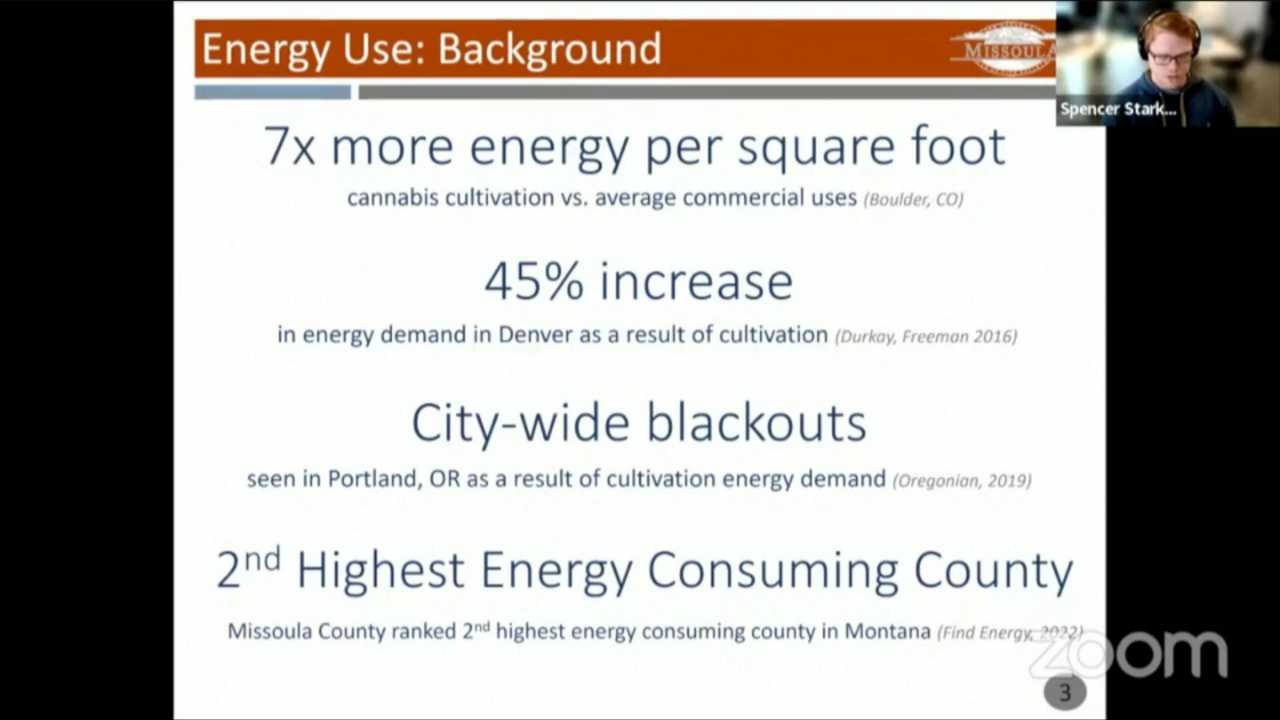 Energy Use: Background
MISSOULA
Spencer Stark...
7x more energy per square foot
cannabis cultivation vs. average commercial uses (Boulder, CO)
45% increase
in energy demand in Denver as a result of cultivation (Durkay, Freeman 2016)
City-wide blackouts
seen in Portland, OR as a result of cultivation energy demand (Oregonian, 2019)
2nd Highest Energy Consuming County
Missoula County ranked 2nd highest energy consuming county in Montana (Find Energy, 2022)
zoom
3